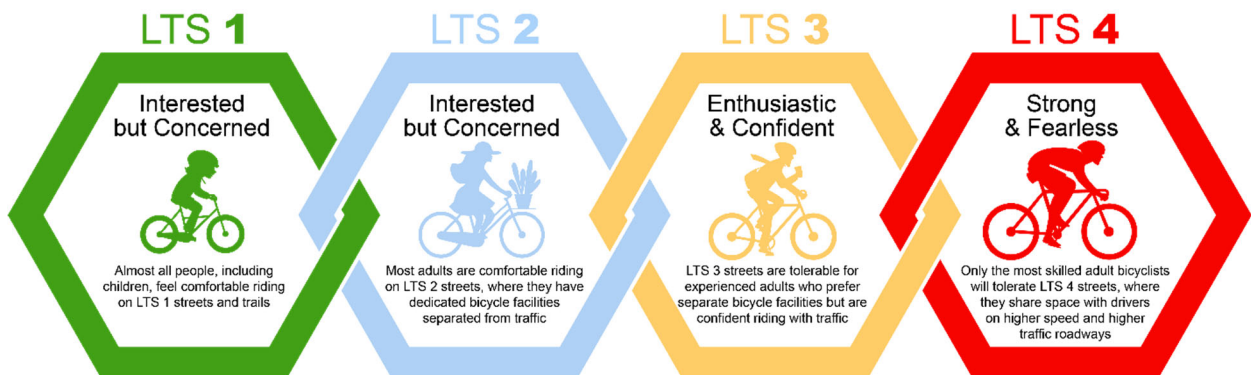 LTS 1
Interested
but Concerned
Almost all people, including
children, feel comfortable riding
on LTS 1 streets and trails
LTS 2
Interested
but Concerned
Most adults are comfortable riding
on LTS 2 streets, where they have
dedicated bicycle facilities
separated from traffic
LTS 3
Enthusiastic
& Confident
LTS 3 streets are tolerable for
experienced adults who prefer
separate bicycle facilities but are
confident riding with traffic
LTS 4
Strong
& Fearless
Only the most skilled adult bicyclists
will tolerate LTS 4 streets, where
they share space with drivers
on higher speed and higher
traffic roadways